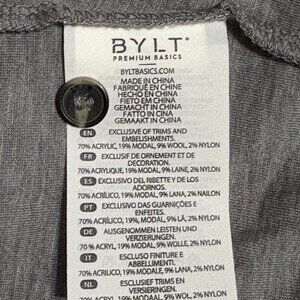 BYLT
PREMIUM BASICS
BYLTBASICS.COM
MADE IN CHINA
FABRIQUÉ EN CHINE
HECHO EN CHINA
FEITO EM CHINA
GEMACHT IN CHINA
FATTO IN CINA
GEMAAKT IN CHINA
EN EXCLUSIVE OF TRIMS AND
EMBELISHMENTS.
70% ACRYLIC, 19% MODAL, 9% WOOL, 2% NYLON
FR EXCLUSIF DE ORNEMENT ET DE
DÉCORATION.
70% ACRYLIQUE, 19% MODAL, 9% LAINE, 2% NYLON
ES EXCLUSIVO DEL RIBETTE Y DE LOS
ADORNOS.
70% ACRÍLICO, 19% MODAL, 9% LANA, 2% NAILON
PT EXCLUSIVO DAS GUARNIÇÕES E
ENFEITES.
70% ACRÍLICO, 19% MODAL, 9% LÃ, 2% NYLON
DE AUSGENOMMEN LEISTEN UND
VERZIERUNGEN.
70 % ACRYL, 19% MODAL, 9% WOLLE, 2% NYLON
IT ESCLUSO FINITURE E
ABBELLIMENTI.
70% ACRILICO, 19% MODALE, 9% LANA, 2% NYLON
NL EXCLUSIEF TRIMS EN
VERSIERINGEN.